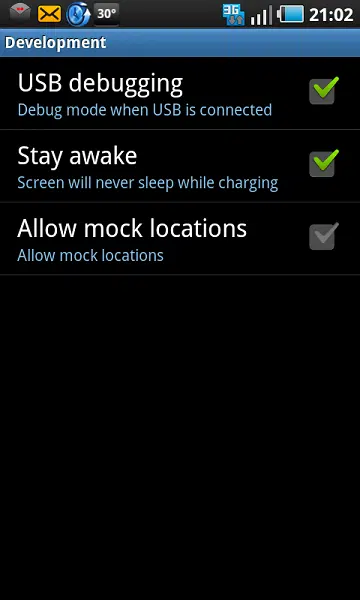 30° 3G 21:02
Development
USB debugging
Debug mode when USB is connected
Stay awake
Screen will never sleep while charging
Allow mock locations
Allow mock locations